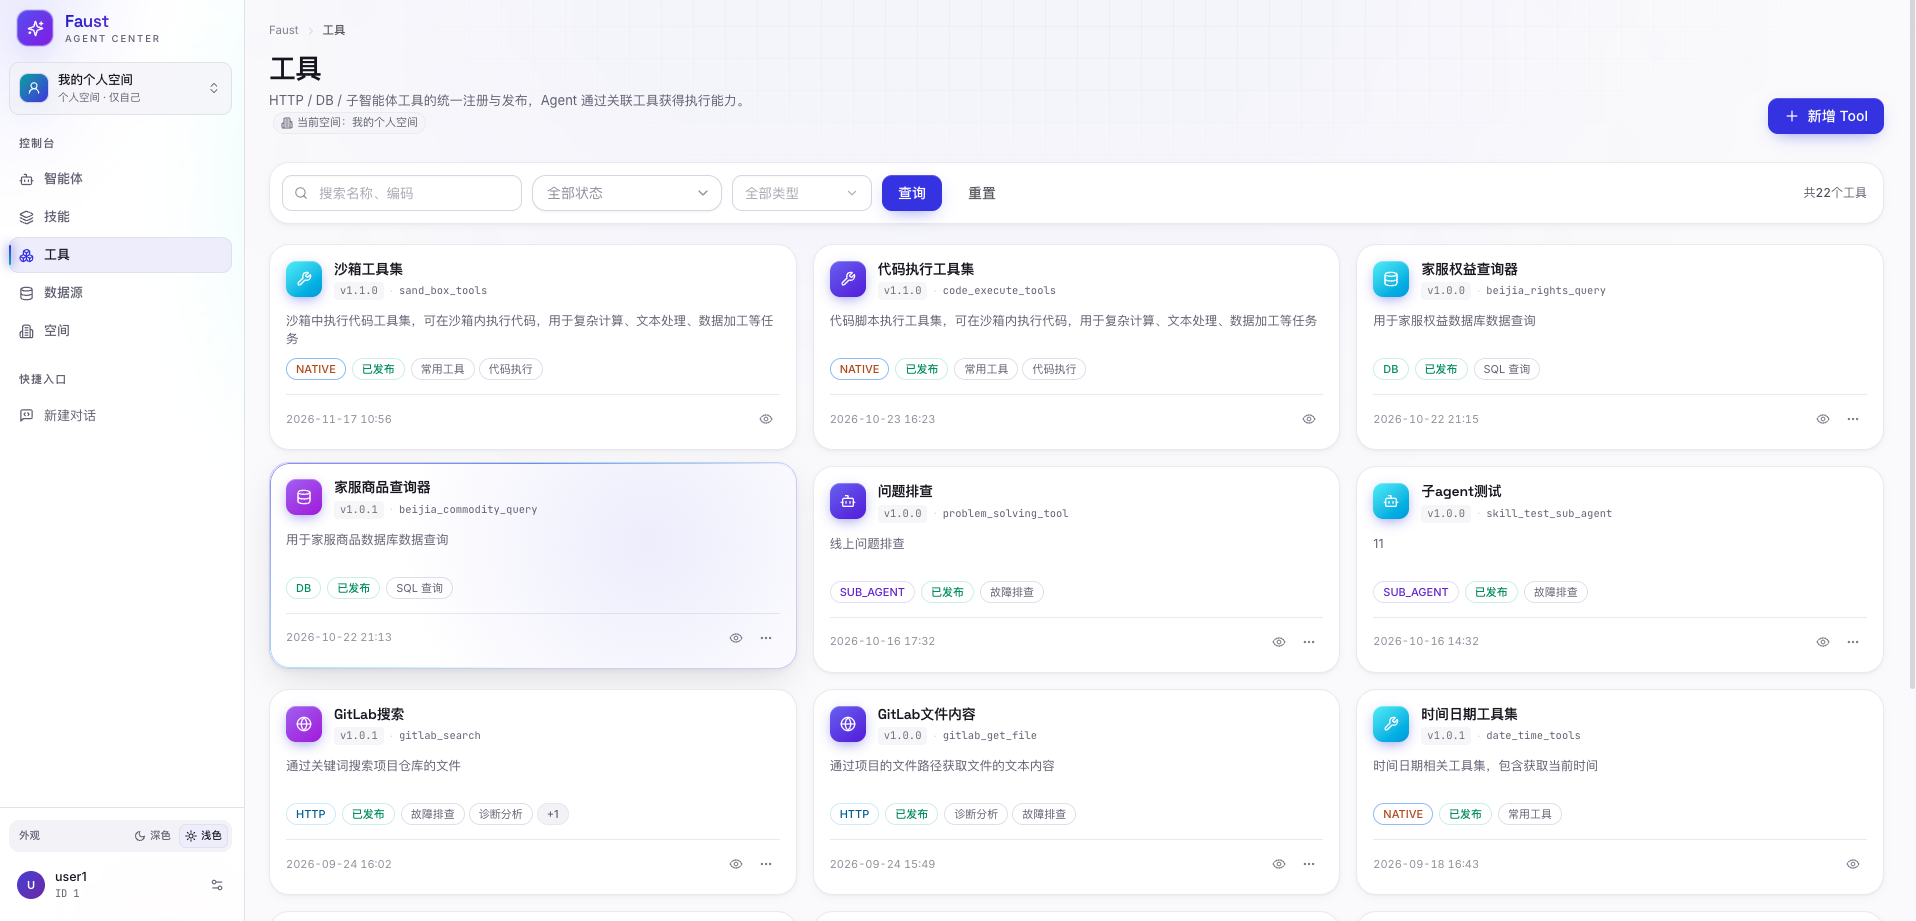 Faust
AGENT CENTER
我的个人空间
个人空间 · 仅自己
控制台
智能体
技能
工具
数据源
空间
快捷入口
新建对话
外观
深色
浅色
U
user1
ID 1
Faust > 工具
工具
HTTP / DB / 子智能体工具的统一注册与发布，Agent 通过关联工具获得执行能力。
当前空间：我的个人空间
新增 Tool
搜索名称、编码
全部状态
全部类型
查询
重置
共22个工具
沙箱工具集
v1.1.0 · sand_box_tools
沙箱中执行代码工具集，可在沙箱内执行代码，用于复杂计算、文本处理、数据加工等任
务
NATIVE 已发布 常用工具 代码执行
2026-11-17 10:56
代码执行工具集
v1.1.0 · code_execute_tools
代码脚本执行工具集，可在沙箱内执行代码，用于复杂计算、文本处理、数据加工等任务
NATIVE 已发布 常用工具 代码执行
2026-10-23 16:23
家服权益查询器
v1.0.0 · beijia_rights_query
用于家服权益数据库数据查询
DB 已发布 SQL 查询
2026-10-22 21:15
家服商品查询器
v1.0.1 · beijia_commodity_query
用于家服商品数据库数据查询
DB 已发布 SQL 查询
2026-10-22 21:13
问题排查
v1.0.0 · problem_solving_tool
线上问题排查
SUB_AGENT 已发布 故障排查
2026-10-16 17:32
子agent测试
v1.0.0 · skill_test_sub_agent
11
SUB_AGENT 已发布 故障排查
2026-10-16 14:32
GitLab搜索
v1.0.1 · gitlab_search
通过关键词搜索项目仓库的文件
HTTP 已发布 故障排查 诊断分析 +1
2026-09-24 16:02
GitLab文件内容
v1.0.0 · gitlab_get_file
通过项目的文件路径获取文件的文本内容
HTTP 已发布 诊断分析 故障排查
2026-09-24 15:49
时间日期工具集
v1.0.1 · date_time_tools
时间日期相关工具集，包含获取当前时间
NATIVE 已发布 常用工具
2026-09-18 16:43